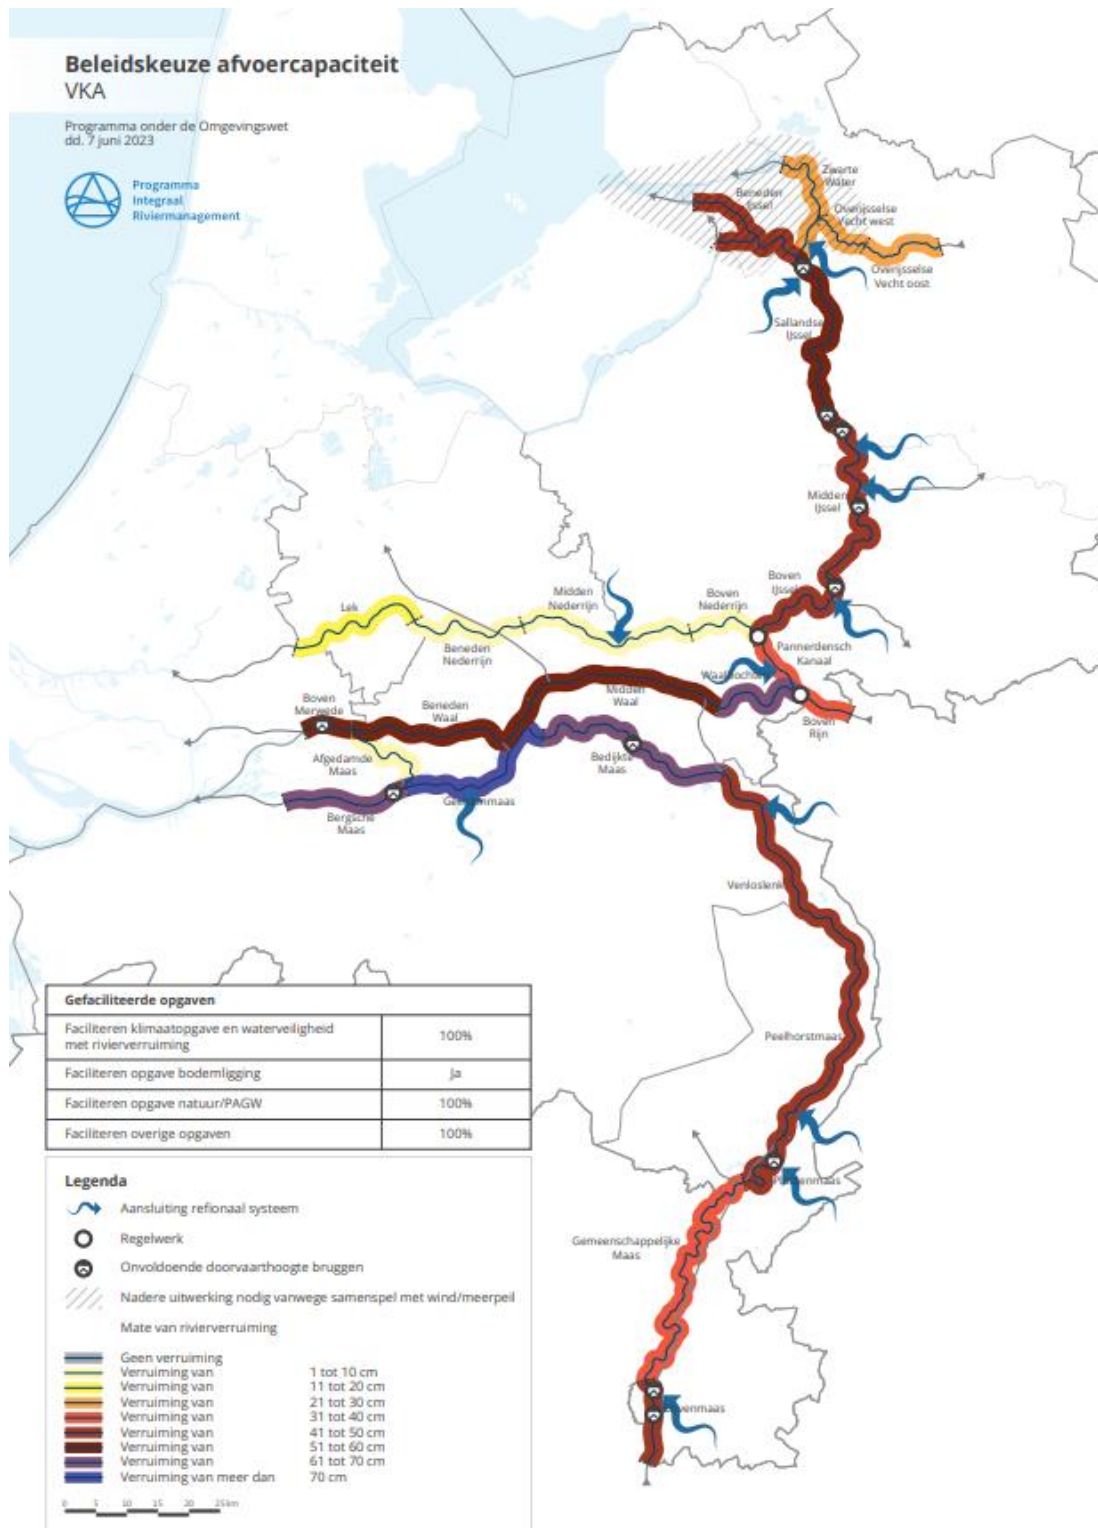 Beleidskeuze afvoercapaciteit
VKA
Programma onder de Omgevingswet
dd. 7 juni 2023
Programma
Integraal
Riviermanagement
Zwarte
Water
Beneden
IJssel
Overijsselse
Vecht west
Overijsselse
Vecht oost
Sallandse
IJssel
Midden
IJssel
Boven
IJssel
Midden
Nederrijn
Boven
Nederrijn
Lek
Beneden
Nederrijn
Pannerdensch
Kanaal
Waalbochten
Boven
Rijn
Midden
Waal
Boven
Merwede
Beneden
Waal
Afgedamde
Maas
Bedijkte
Maas
Bergsche
Maas
Venloslenk
Peelhorstmaas
Gemeenschappelijke
Maas
Gefaciliteerde opgaven
Faciliteren klimaatopgave en waterveiligheid
met rivierverruiming
100%
Faciliteren opgave bodemligging
Ja
Faciliteren opgave natuur/PAGW
100%
Faciliteren overige opgaven
100%
Legenda
Aansluiting refionaal systeem
Regelwerk
Onvoldoende doorvaarthoogte bruggen
Nadere uitwerking nodig vanwege samenspel met wind/meerpeil
Mate van rivierverruiming
Geen verruiming
Verruiming van 1 tot 10 cm
Verruiming van 11 tot 20 cm
Verruiming van 21 tot 30 cm
Verruiming van 31 tot 40 cm
Verruiming van 41 tot 50 cm
Verruiming van 51 tot 60 cm
Verruiming van 61 tot 70 cm
Verruiming van meer dan 70 cm
0 5 10 15 20 25 km